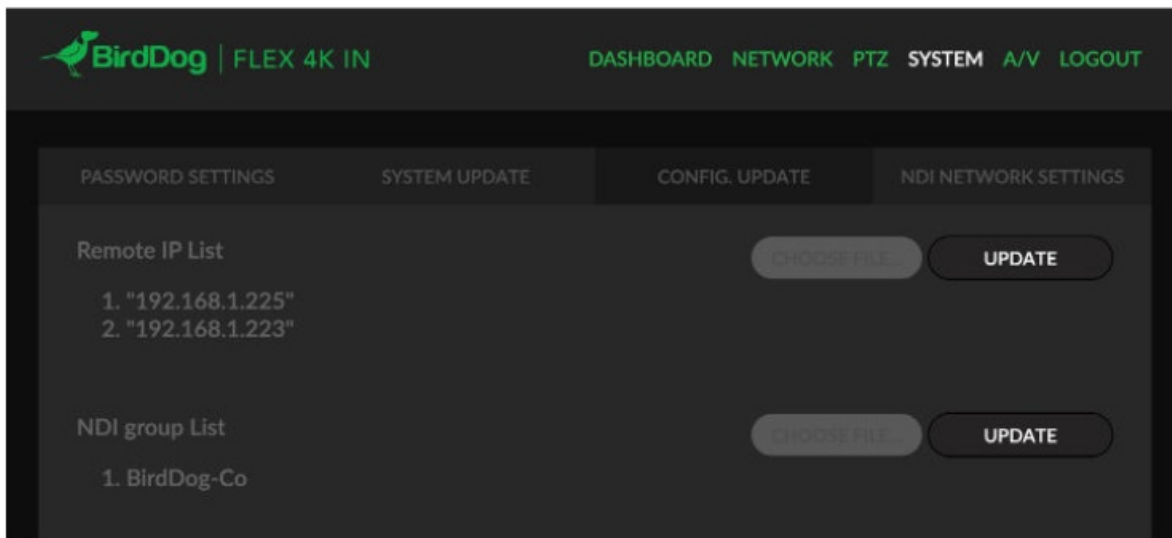 BirdDog | FLEX 4K IN
DASHBOARD NETWORK PTZ SYSTEM A/V LOGOUT
PASSWORD SETTINGS SYSTEM UPDATE CONFIG. UPDATE NDI NETWORK SETTINGS
Remote IP List CHOOSE FILE... UPDATE
1. "192.168.1.225"
2. "192.168.1.223"
NDI group List CHOOSE FILE... UPDATE
1. BirdDog-Co